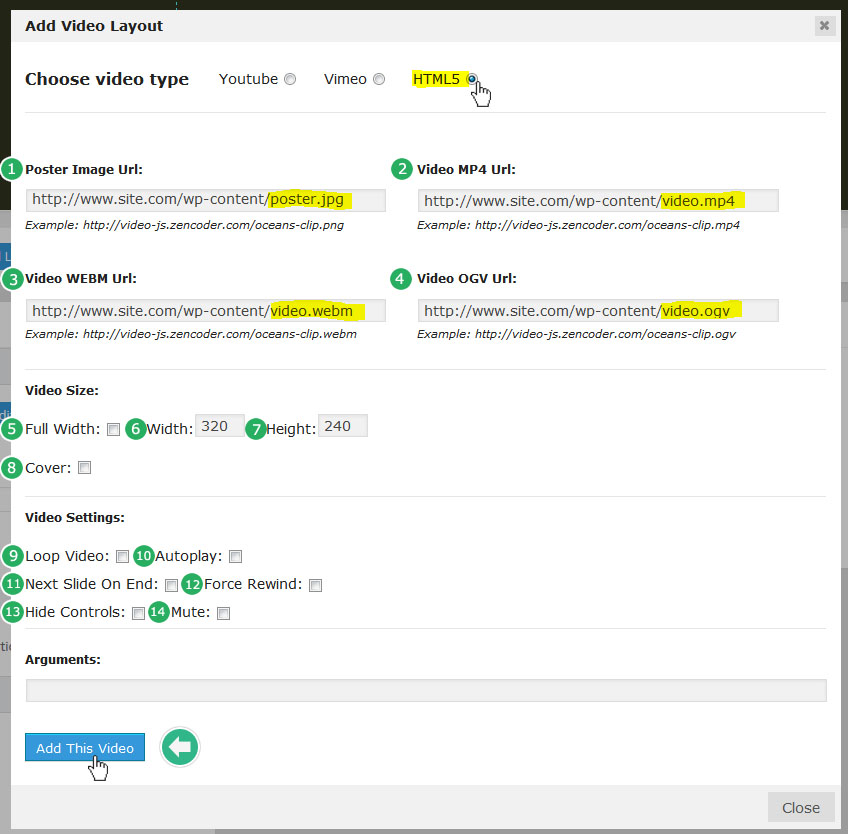 Add Video Layout ✖
Choose video type Youtube Vimeo HTML5
1 Poster Image Url: 2 Video MP4 Url:
http://www.site.com/wp-content/poster.jpg http://www.site.com/wp-content/video.mp4
Example: http://video-js.zencoder.com/oceans-clip.png Example: http://video-js.zencoder.com/oceans-clip.mp4
3 Video WEBM Url: 4 Video OGV Url:
http://www.site.com/wp-content/video.webm http://www.site.com/wp-content/video.ogv
Example: http://video-js.zencoder.com/oceans-clip.webm Example: http://video-js.zencoder.com/oceans-clip.ogv
Video Size:
5 Full Width: 6 Width: 320 7 Height: 240
8 Cover:
Video Settings:
9 Loop Video: 10 Autoplay:
11 Next Slide On End: 12 Force Rewind:
13 Hide Controls: 14 Mute:
Arguments:
Add This Video
Close